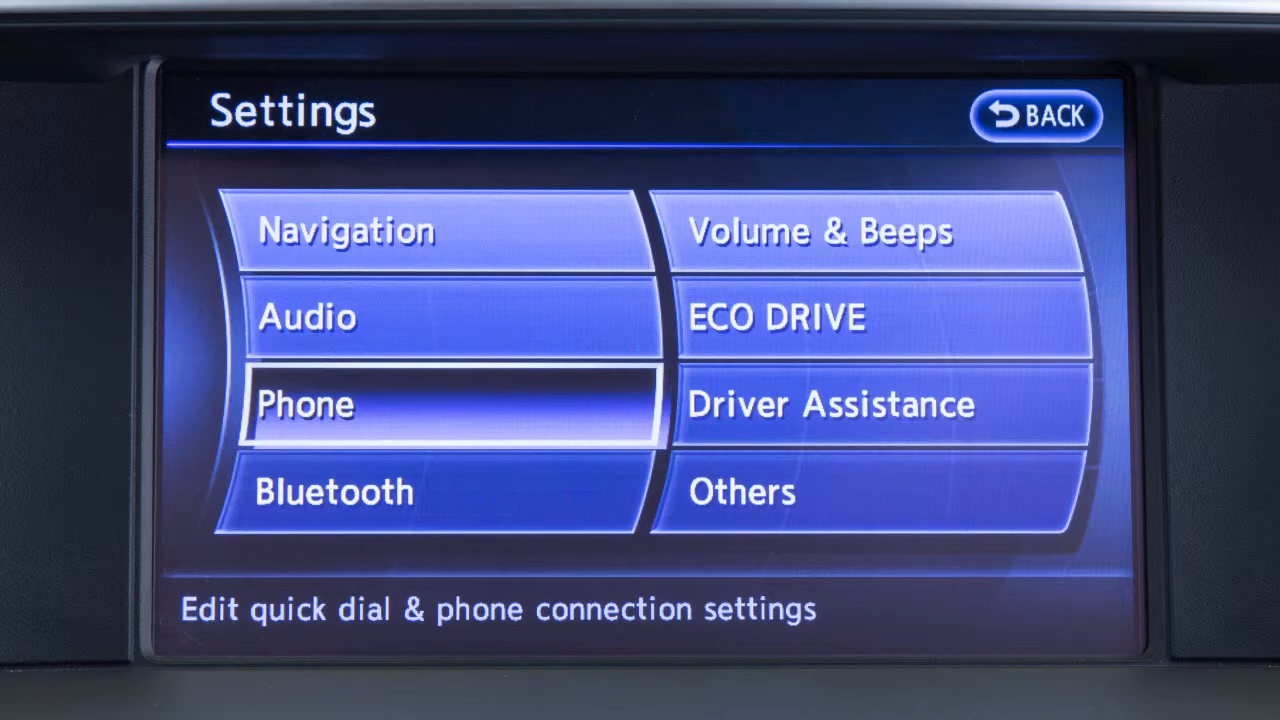 Settings
BACK
Navigation
Volume & Beeps
Audio
ECO DRIVE
Phone
Driver Assistance
Bluetooth
Others
Edit quick dial & phone connection settings